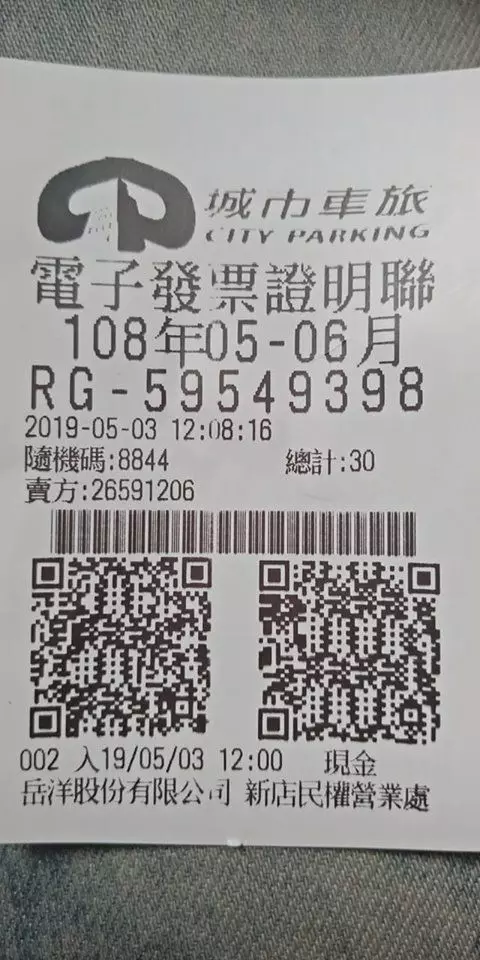 城市車旅
CITY PARKING
電子發票證明聯
108年05-06月
RG-59549398
2019-05-03 12:08:16
隨機碼:8844 總計:30
賣方:26591206
002 入19/05/03 12:00 現金
岳洋股份有限公司 新店民權營業處